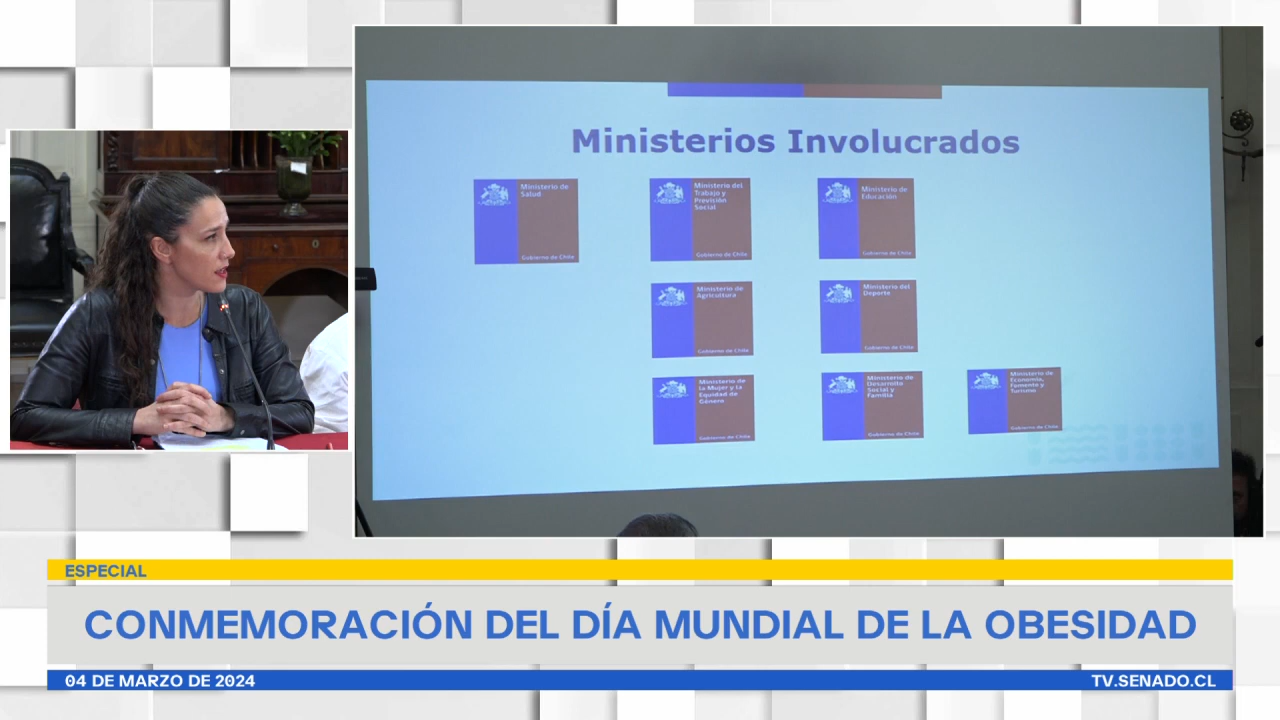 Ministerios Involucrados
Ministerio de
Salud
Gobierno de Chile
Ministerio del
Trabajo y
Previsión
Social
Gobierno de Chile
Ministerio de
Educación
Gobierno de Chile
Ministerio de
Agricultura
Gobierno de Chile
Ministerio del
Deporte
Gobierno de Chile
Ministerio de
la Mujer y la
Equidad de
Género
Gobierno de Chile
Ministerio de
Desarrollo
Social y
Familia
Gobierno de Chile
Ministerio de
Economía,
Fomento y
Turismo
Gobierno de Chile
ESPECIAL
CONMEMORACIÓN DEL DÍA MUNDIAL DE LA OBESIDAD
04 DE MARZO DE 2024
TV.SENADO.CL